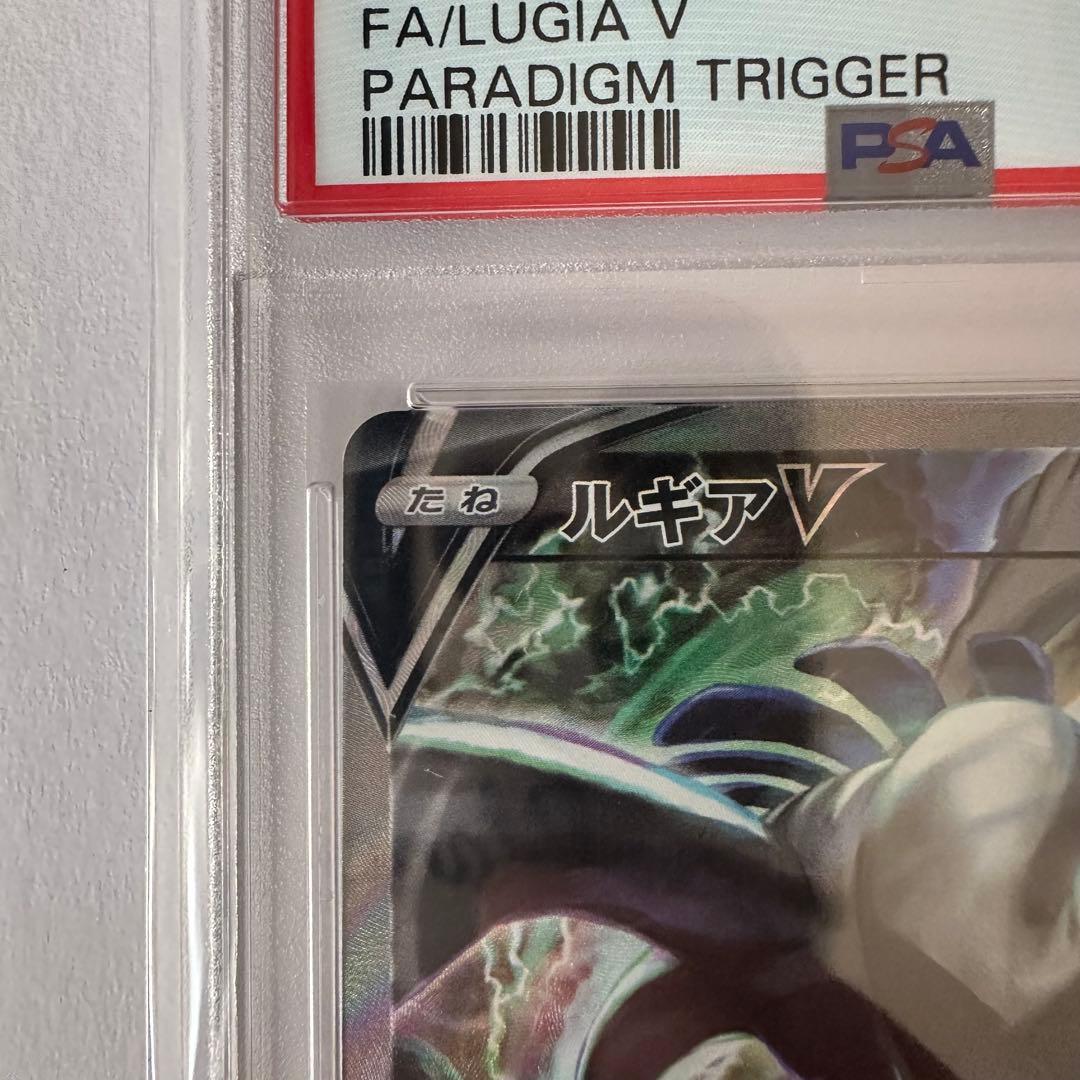 FA/LUGIA V
PARADIGM TRIGGER
PSA
たね
ルギアV